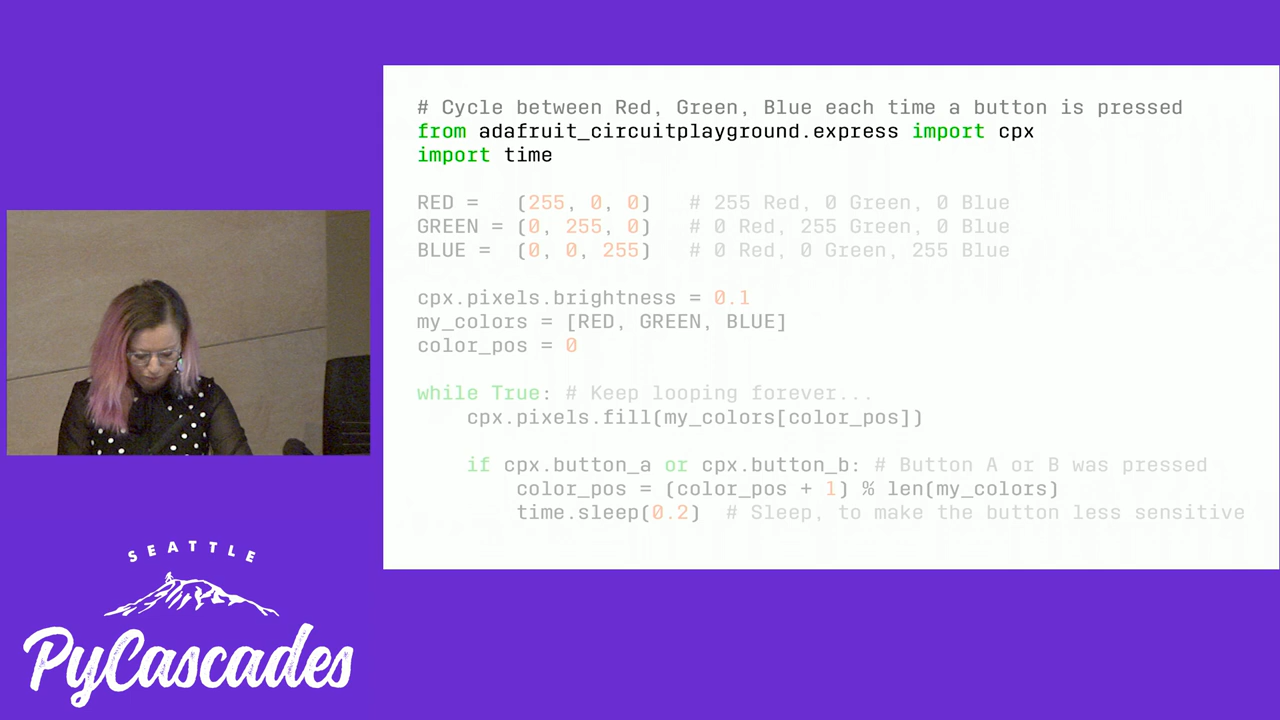 # Cycle between Red, Green, Blue each time a button is pressed
from adafruit_circuitplayground.express import cpx
import time
RED =   (255, 0, 0)   # 255 Red, 0 Green, 0 Blue
GREEN = (0, 255, 0)   # 0 Red, 255 Green, 0 Blue
BLUE =  (0, 0, 255)   # 0 Red, 0 Green, 255 Blue
cpx.pixels.brightness = 0.1
my_colors = [RED, GREEN, BLUE]
color_pos = 0
while True: # Keep looping forever...
    cpx.pixels.fill(my_colors[color_pos])
    if cpx.button_a or cpx.button_b: # Button A or B was pressed
        color_pos = (color_pos + 1) % len(my_colors)
        time.sleep(0.2)  # Sleep, to make the button less sensitive
SEATTLE
PyCascades